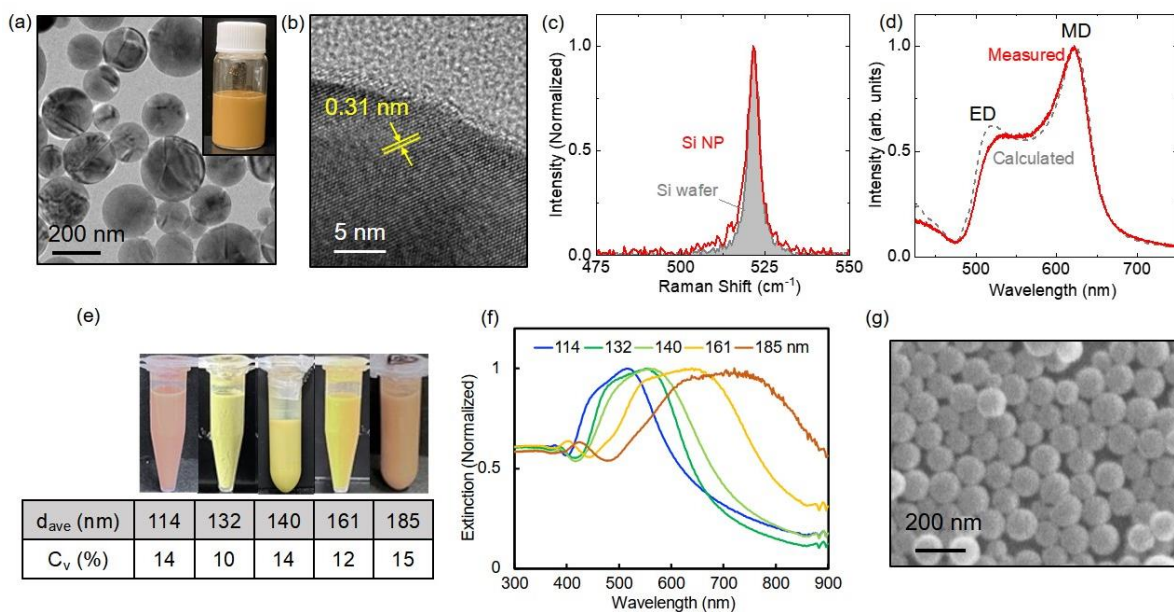 (a)
200 nm
(b)
0.31 nm
5 nm
(c)
Intensity (Normalized)
1.0
0.5
0
Si NP
Si wafer
475
500
525
550
Raman Shift (cm⁻¹)
(d)
Intensity (arb. units)
1.0
0.5
0.0
MD
Measured
ED
Calculated
500
600
700
Wavelength (nm)
(e)
dave (nm) 114 132 140 161 185
Cv (%) 14 10 14 12 15
(f)
114 132 140 161 185 nm
Extinction (Normalized)
1
0.5
0
300 400 500 600 700 800 900
Wavelength (nm)
(g)
200 nm